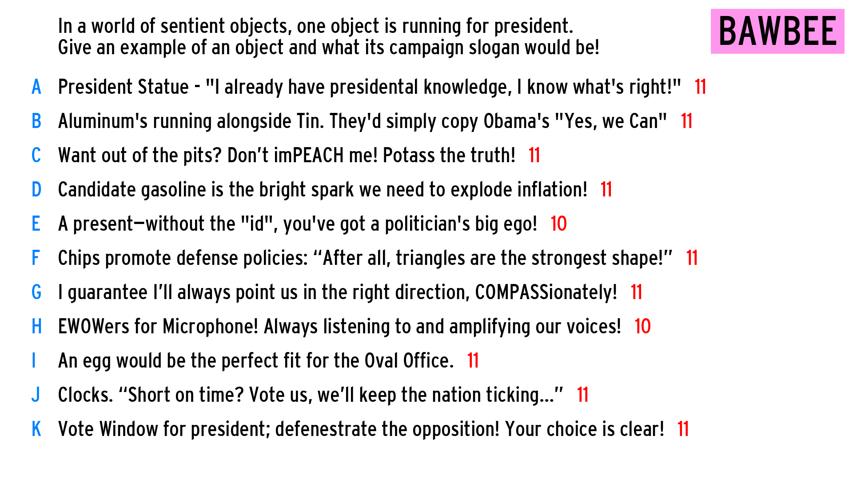 In a world of sentient objects, one object is running for president.
Give an example of an object and what its campaign slogan would be!
BAWBEE
A President Statue - "I already have presidental knowledge, I know what's right!" 11
B Aluminum's running alongside Tin. They'd simply copy Obama's "Yes, we Can" 11
C Want out of the pits? Don't imPEACH me! Potass the truth! 11
D Candidate gasoline is the bright spark we need to explode inflation! 11
E A present—without the "id", you've got a politician's big ego! 10
F Chips promote defense policies: “After all, triangles are the strongest shape!” 11
G I guarantee I’ll always point us in the right direction, COMPASSionately! 11
H EWOWers for Microphone! Always listening to and amplifying our voices! 10
I An egg would be the perfect fit for the Oval Office. 11
J Clocks. “Short on time? Vote us, we’ll keep the nation ticking...” 11
K Vote Window for president; defenestrate the opposition! Your choice is clear! 11